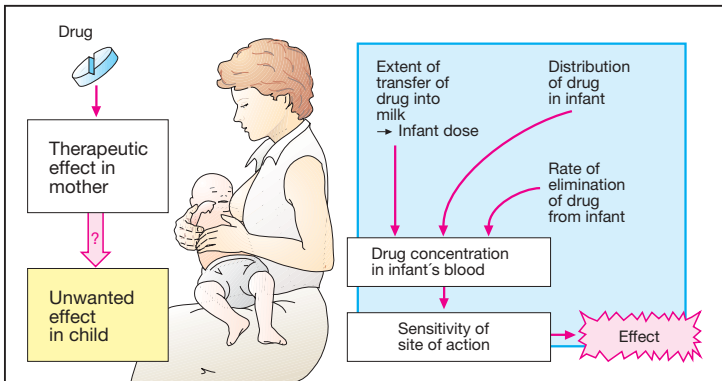 Drug
Therapeutic
effect in
mother
?
Unwanted
effect
in child
Extent of
transfer of
drug into
milk
→ Infant dose
Distribution
of drug
in infant
Rate of
elimination
of drug
from infant
Drug concentration
in infant´s blood
Sensitivity of
site of action
Effect